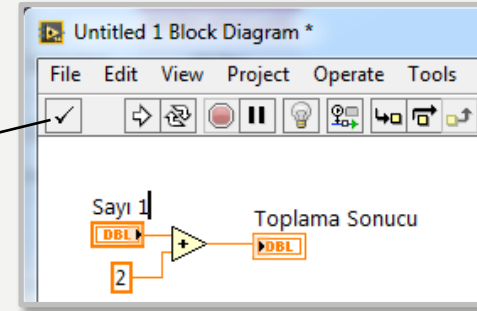 Untitled 1 Block Diagram *
File Edit View Project Operate Tools
Sayı 1
DBL
Toplama Sonucu
DBL
2